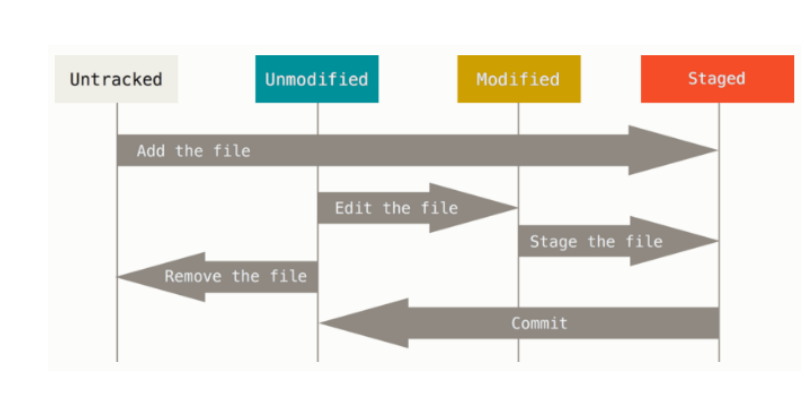 Untracked
Unmodified
Modified
Staged
Add the file
Edit the file
Stage the file
Remove the file
Commit